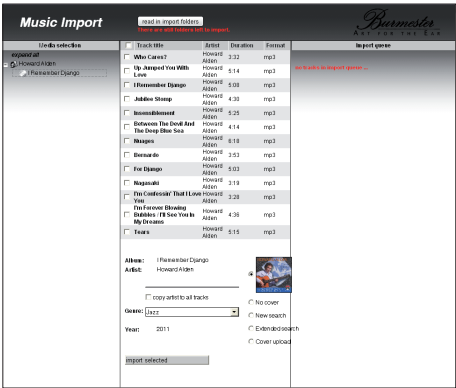 Music Import
read in import folders
There are still folders left to import.
Burmester
ART FOR THE EAR
Media selection
Track title Artist Duration Format
Import queue
expand all
Howard Alden
I Remember Django
no tracks in import queue ...
Who Cares? Howard Alden 3:32 mp3
Up Jumped You With Love Howard Alden 5:14 mp3
I Remember Django Howard Alden 5:08 mp3
Jubilee Stomp Howard Alden 4:30 mp3
Insensiblement Howard Alden 5:25 mp3
Between The Devil And The Deep Blue Sea Howard Alden 4:14 mp3
Nuages Howard Alden 6:18 mp3
Bernardo Howard Alden 3:53 mp3
For Django Howard Alden 5:03 mp3
Nagasaki Howard Alden 3:19 mp3
I'm Confessin' That I Love You Howard Alden 3:28 mp3
I'm Forever Blowing Bubbles / I'll See You In My Dreams Howard Alden 4:36 mp3
Tears Howard Alden 5:15 mp3
Album: I Remember Django
Artist: Howard Alden
copy artist to all tracks
No cover
Genre: Jazz
New search
Year: 2011
Extended search
Cover upload
import selected